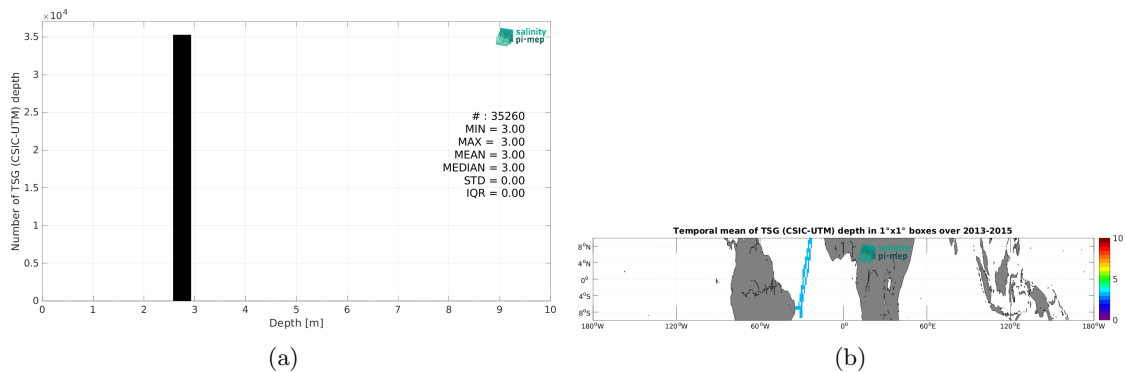 ×10⁴
3.5
3
2.5
2
1.5
1
0.5
0
0 1 2 3 4 5 6 7 8 9 10
Number of TSG (CSIC-UTM) depth
Depth [m]
salinity
pi-mep
# : 35260
MIN = 3.00
MAX = 3.00
MEAN = 3.00
MEDIAN = 3.00
STD = 0.00
IQR = 0.00
(a)
Temporal mean of TSG (CSIC-UTM) depth in 1°x1° boxes over 2013-2015
salinity
pi-mep
8°N
4°N
0°
4°S
8°S
180°W 120°W 60°W 0° 60°E 120°E 180°W
10
5
0
(b)